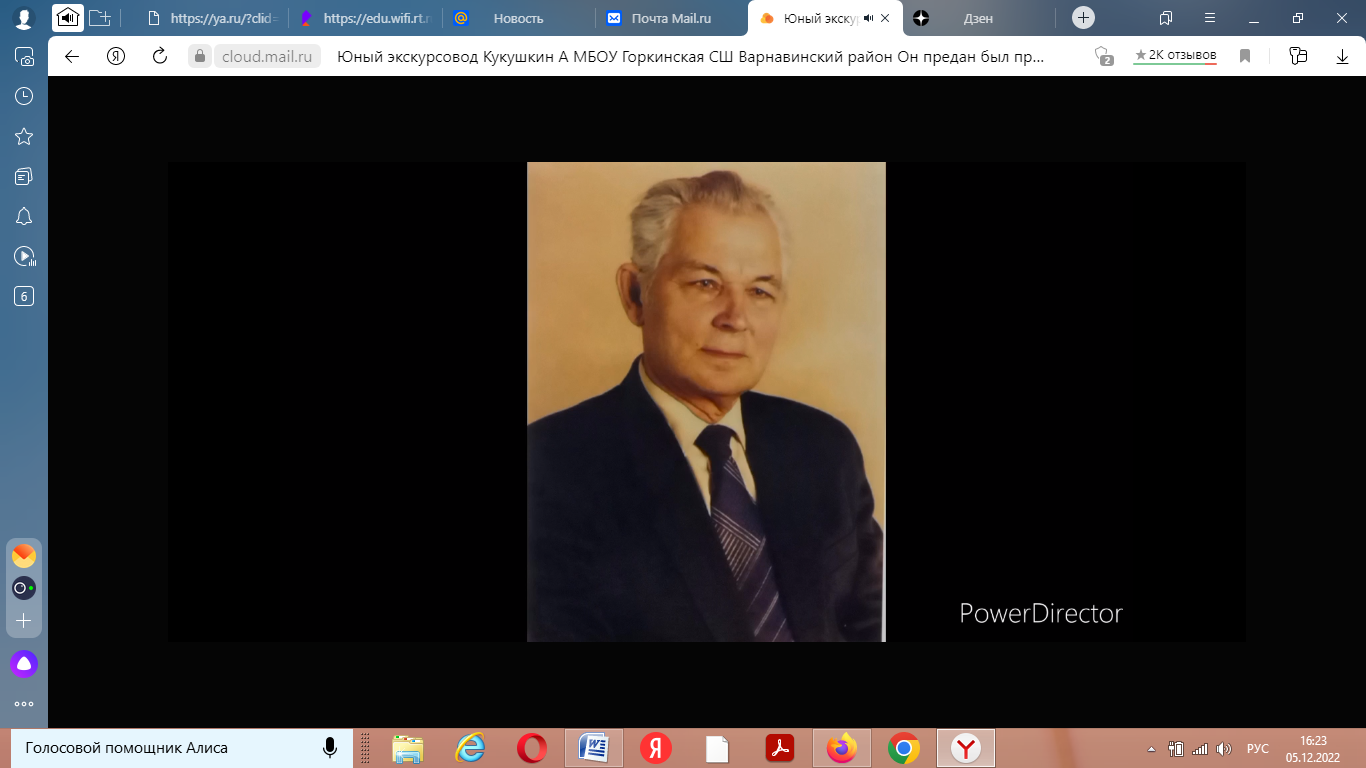 https://ya.ru/?clid=
https://edu.wifi.rt.r
Новость
Почта Mail.ru
Юный экску
Дзен
cloud.mail.ru
Юный экскурсовод Кукушкин А МБОУ Горкинская СШ Варнавинский район Он предан был пр...
2
★ 2K отзывов
6
PowerDirector
Голосовой помощник Алиса
РУС
16:23
05.12.2022